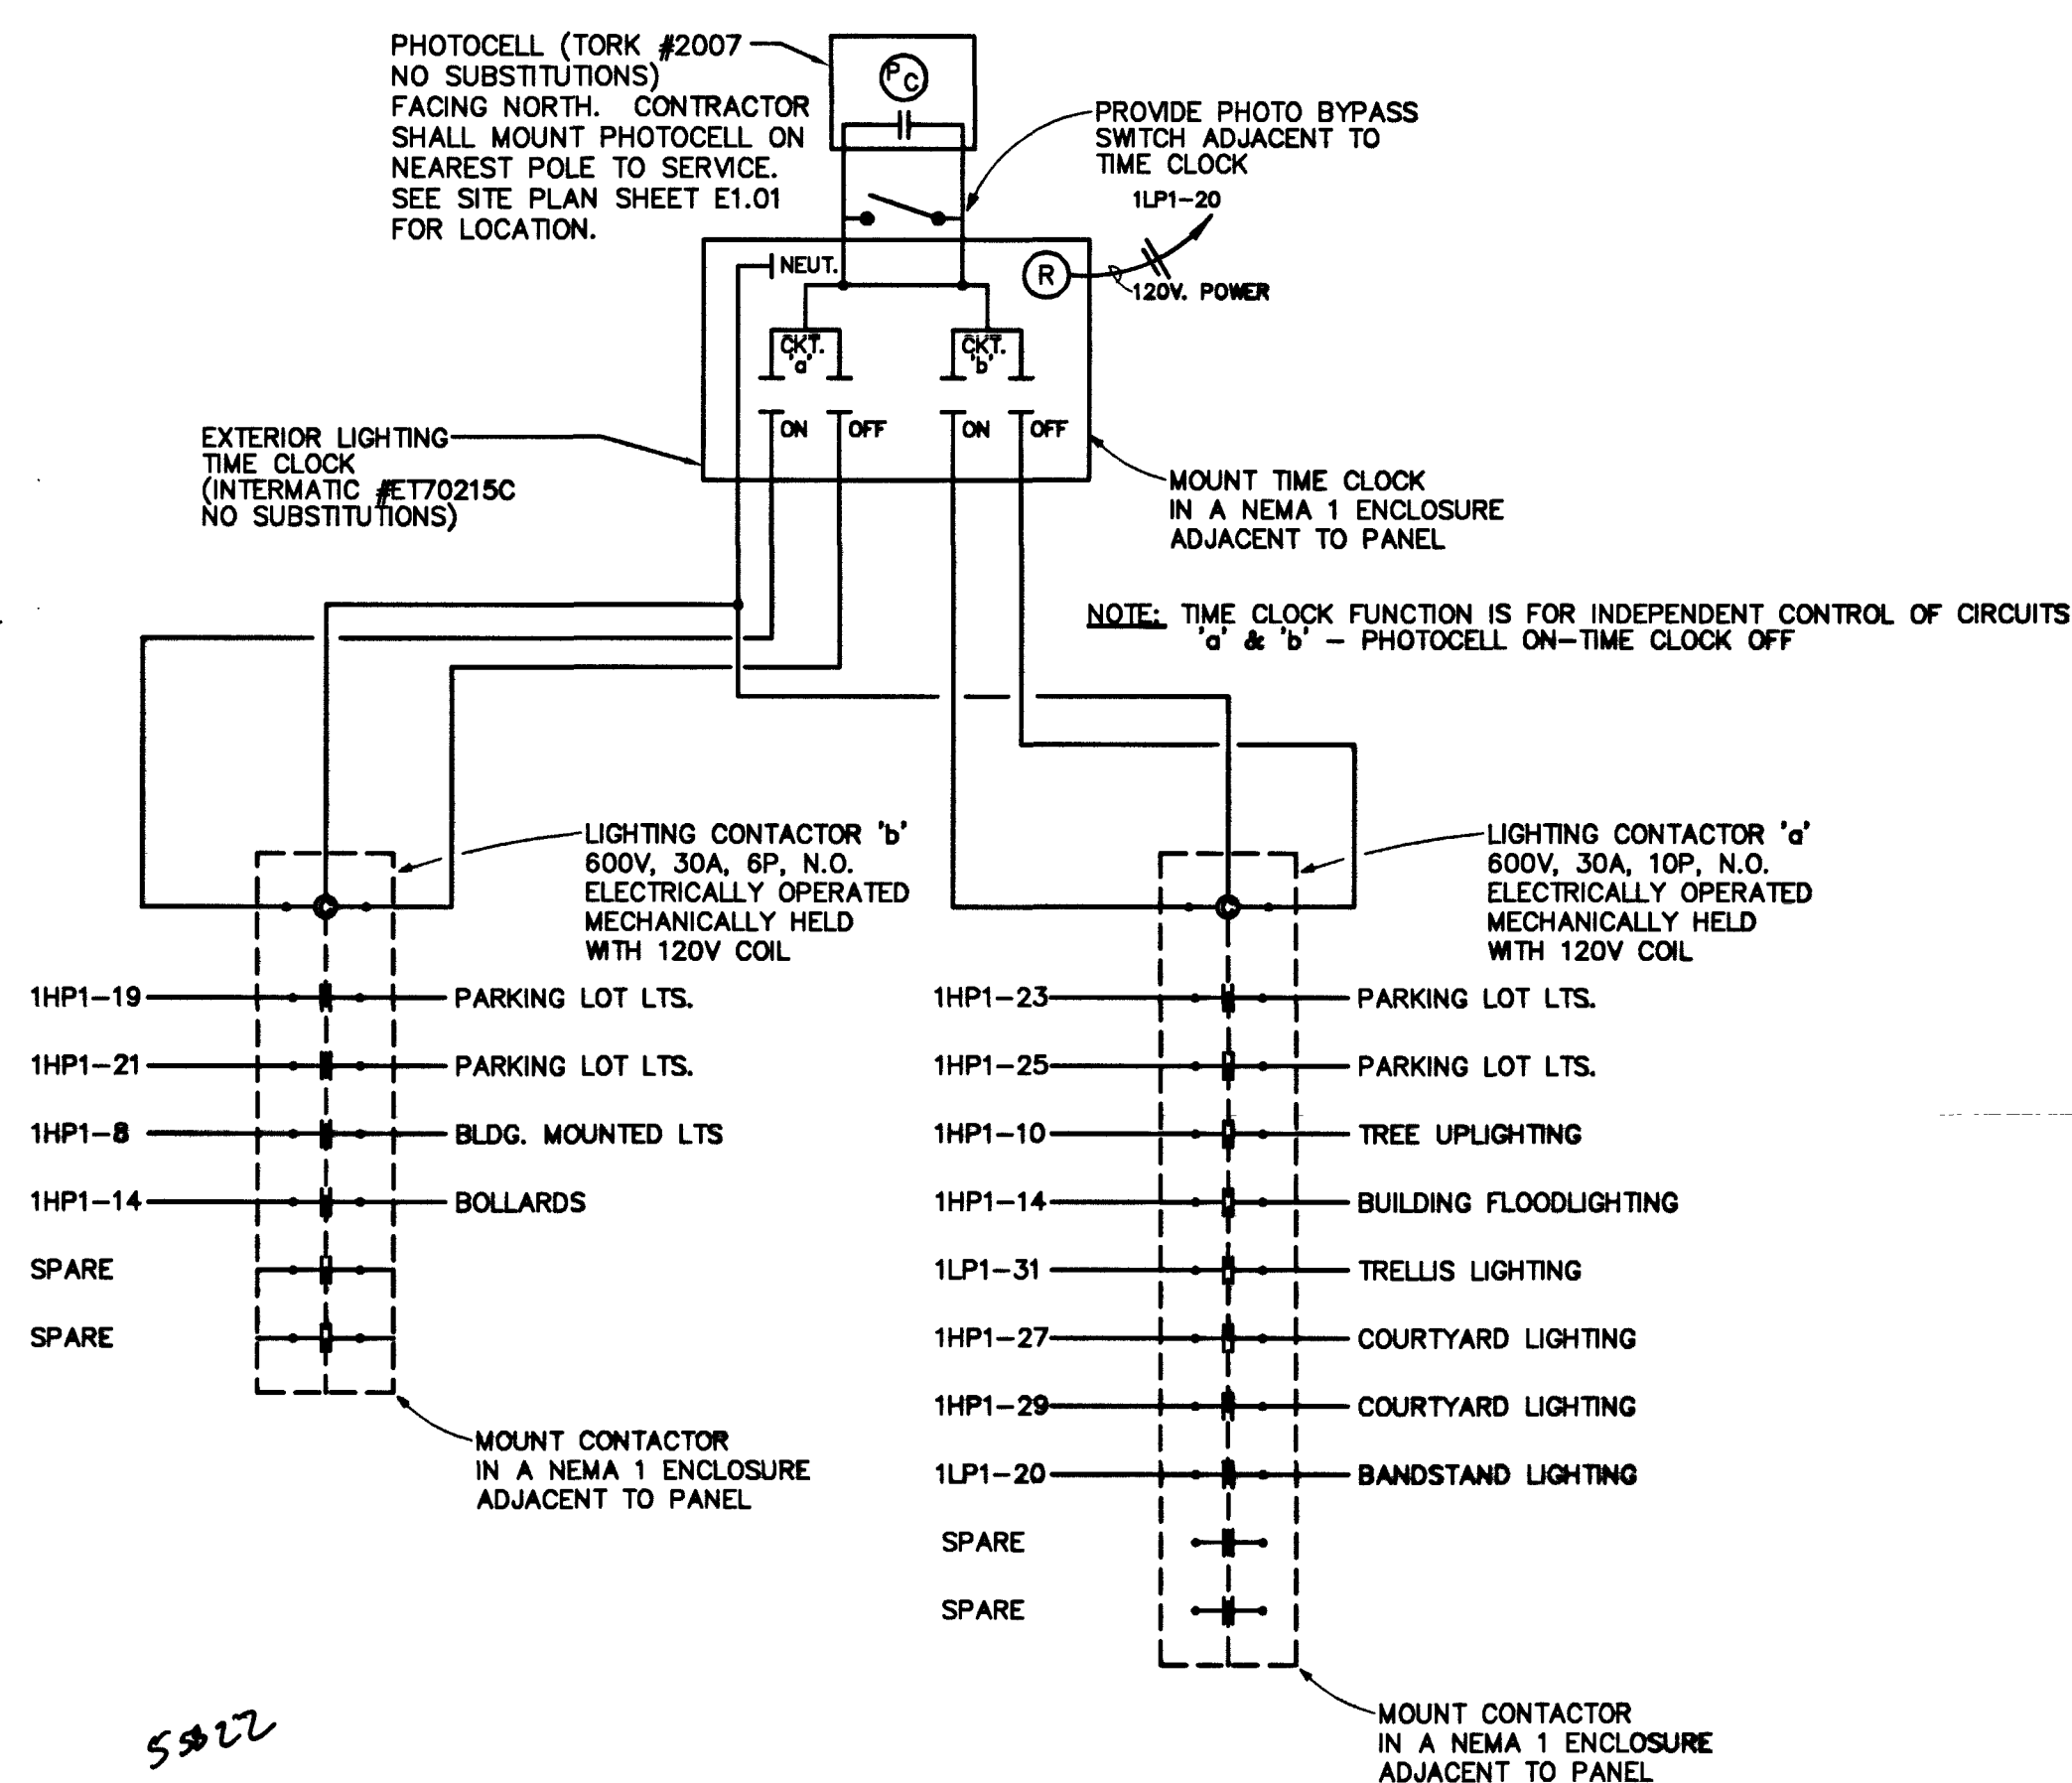 PHOTOCELL (TORK #2007
NO SUBSTITUTIONS)
FACING NORTH. CONTRACTOR
SHALL MOUNT PHOTOCELL ON
NEAREST POLE TO SERVICE.
SEE SITE PLAN SHEET E1.01
FOR LOCATION.
PC
PROVIDE PHOTO BYPASS
SWITCH ADJACENT TO
TIME CLOCK
1LP1-20
NEUT.
R
120V. POWER
CKT.
'a'
CKT.
'b'
ON
OFF
ON
OFF
EXTERIOR LIGHTING
TIME CLOCK
(INTERMATIC #ET70215C
NO SUBSTITUTIONS)
MOUNT TIME CLOCK
IN A NEMA 1 ENCLOSURE
ADJACENT TO PANEL
NOTE: TIME CLOCK FUNCTION IS FOR INDEPENDENT CONTROL OF CIRCUITS
'a' & 'b' - PHOTOCELL ON-TIME CLOCK OFF
LIGHTING CONTACTOR 'b'
600V, 30A, 6P, N.O.
ELECTRICALLY OPERATED
MECHANICALLY HELD
WITH 120V COIL
C
1HP1-19 PARKING LOT LTS.
1HP1-21 PARKING LOT LTS.
1HP1-8 BLDG. MOUNTED LTS
1HP1-14 BOLLARDS
SPARE
SPARE
MOUNT CONTACTOR
IN A NEMA 1 ENCLOSURE
ADJACENT TO PANEL
LIGHTING CONTACTOR 'a'
600V, 30A, 10P, N.O.
ELECTRICALLY OPERATED
MECHANICALLY HELD
WITH 120V COIL
C
1HP1-23 PARKING LOT LTS.
1HP1-25 PARKING LOT LTS.
1HP1-10 TREE UPLIGHTING
1HP1-14 BUILDING FLOODLIGHTING
1LP1-31 TRELLIS LIGHTING
1HP1-27 COURTYARD LIGHTING
1HP1-29 COURTYARD LIGHTING
1LP1-20 BANDSTAND LIGHTING
SPARE
SPARE
MOUNT CONTACTOR
IN A NEMA 1 ENCLOSURE
ADJACENT TO PANEL